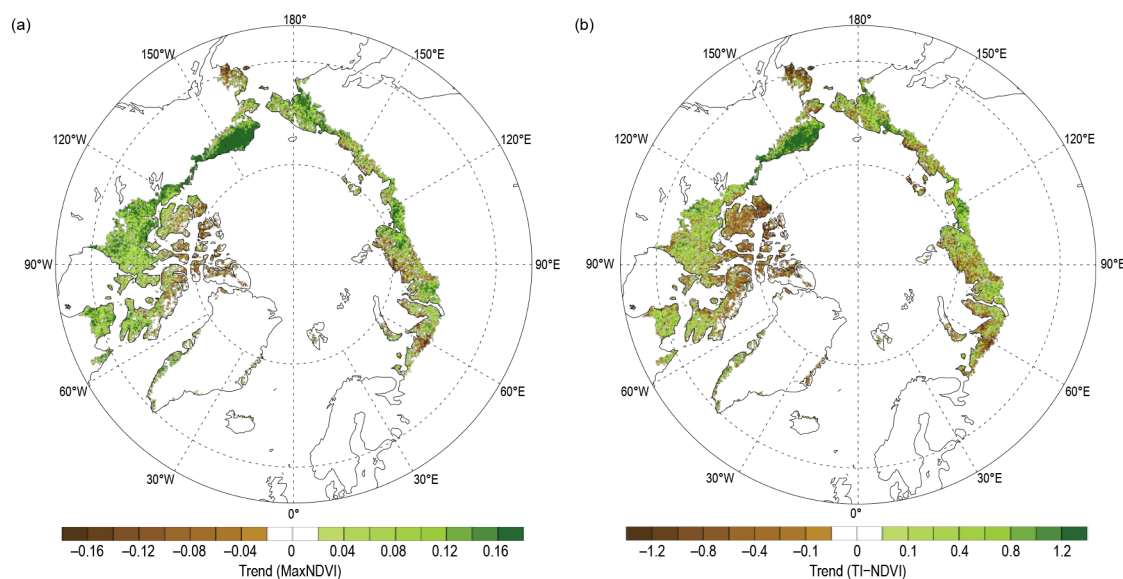 (a)
180°
150°W
150°E
120°W
120°E
90°W
90°E
60°W
60°E
30°W
30°E
0°
−0.16 −0.12 −0.08 −0.04 0 0.04 0.08 0.12 0.16
Trend (MaxNDVI)
(b)
180°
150°W
150°E
120°W
120°E
90°W
90°E
60°W
60°E
30°W
30°E
0°
−1.2 −0.8 −0.4 −0.1 0 0.1 0.4 0.8 1.2
Trend (TI−NDVI)